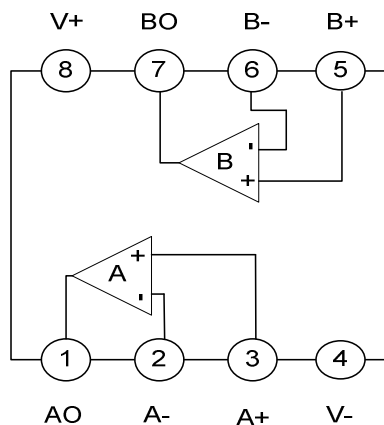 V+ BO B- B+
8 7 6 5
- B +
+ A -
1 2 3 4
AO A- A+ V-